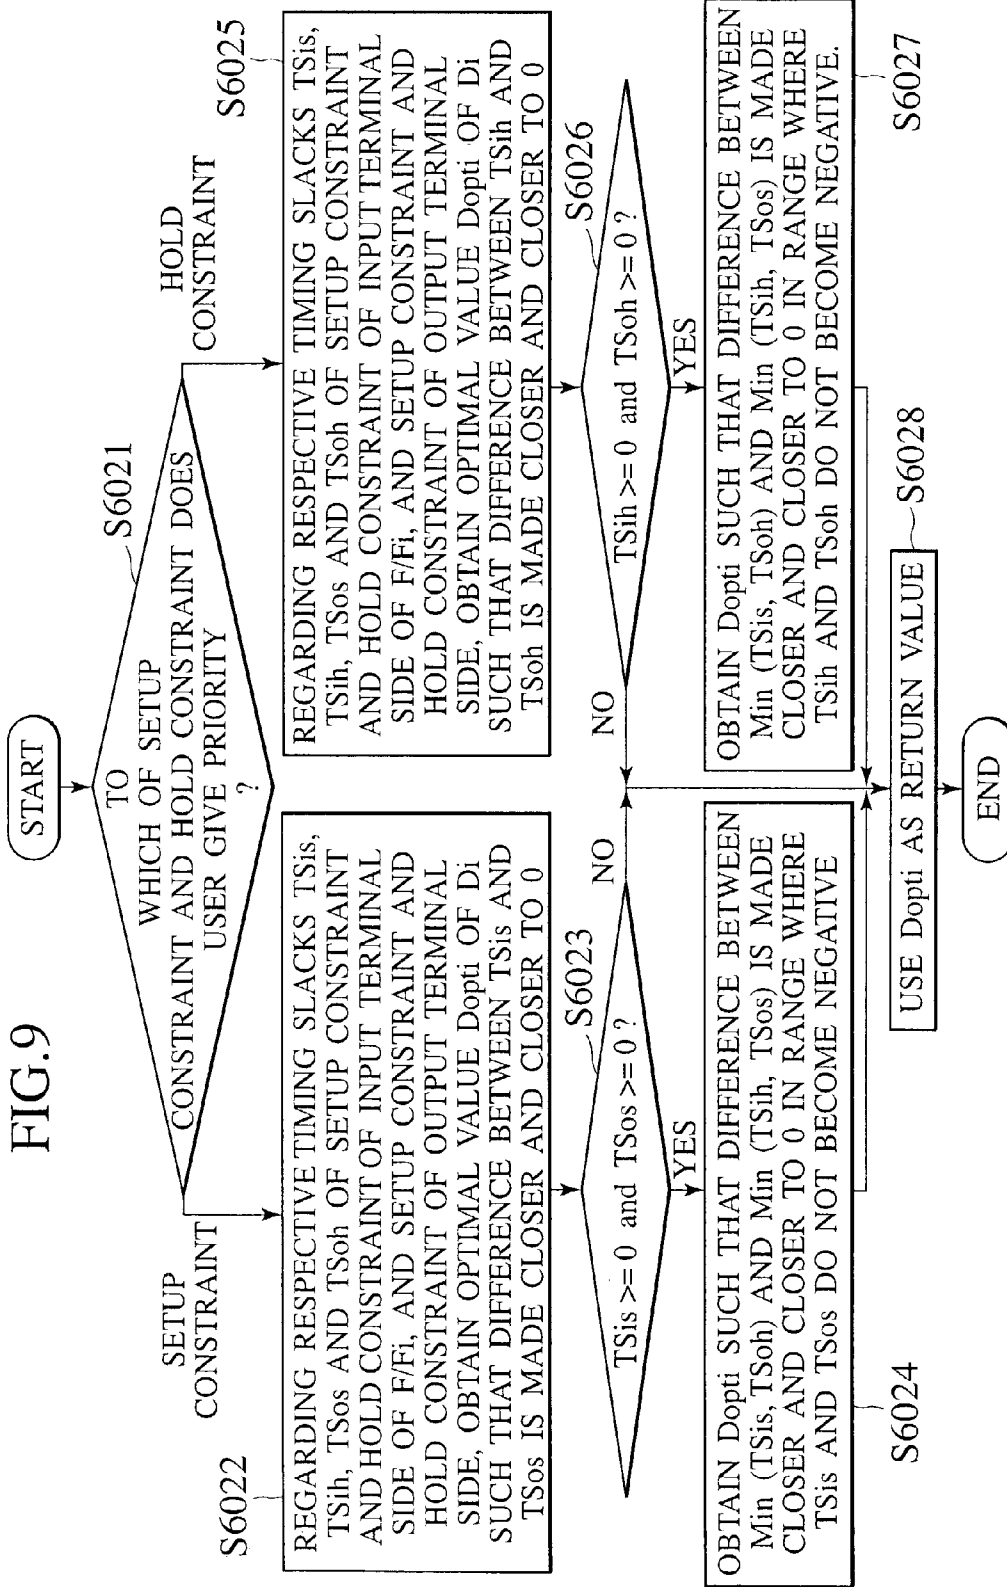 FIG.9
START
S6021
TO
WHICH OF SETUP
CONSTRAINT AND HOLD CONSTRAINT DOES
USER GIVE PRIORITY
?
SETUP
CONSTRAINT
HOLD
CONSTRAINT
S6022
REGARDING RESPECTIVE TIMING SLACKS TSis,
TSih, TSos AND TSoh OF SETUP CONSTRAINT
AND HOLD CONSTRAINT OF INPUT TERMINAL
SIDE OF F/Fi, AND SETUP CONSTRAINT AND
HOLD CONSTRAINT OF OUTPUT TERMINAL
SIDE, OBTAIN OPTIMAL VALUE Dopti OF Di
SUCH THAT DIFFERENCE BETWEEN TSis AND
TSos IS MADE CLOSER AND CLOSER TO 0
S6025
REGARDING RESPECTIVE TIMING SLACKS TSis,
TSih, TSos AND TSoh OF SETUP CONSTRAINT
AND HOLD CONSTRAINT OF INPUT TERMINAL
SIDE OF F/Fi, AND SETUP CONSTRAINT AND
HOLD CONSTRAINT OF OUTPUT TERMINAL
SIDE, OBTAIN OPTIMAL VALUE Dopti OF Di
SUCH THAT DIFFERENCE BETWEEN TSih AND
TSoh IS MADE CLOSER AND CLOSER TO 0
S6023
TSis >= 0 and TSos >= 0 ?
NO
YES
S6026
TSih >= 0 and TSoh >= 0 ?
NO
YES
OBTAIN Dopti SUCH THAT DIFFERENCE BETWEEN
Min (TSis, TSoh) AND Min (TSih, TSos) IS MADE
CLOSER AND CLOSER TO 0 IN RANGE WHERE
TSis AND TSos DO NOT BECOME NEGATIVE
S6024
OBTAIN Dopti SUCH THAT DIFFERENCE BETWEEN
Min (TSis, TSoh) AND Min (TSih, TSos) IS MADE
CLOSER AND CLOSER TO 0 IN RANGE WHERE
TSih AND TSoh DO NOT BECOME NEGATIVE.
S6027
S6028
USE Dopti AS RETURN VALUE
END